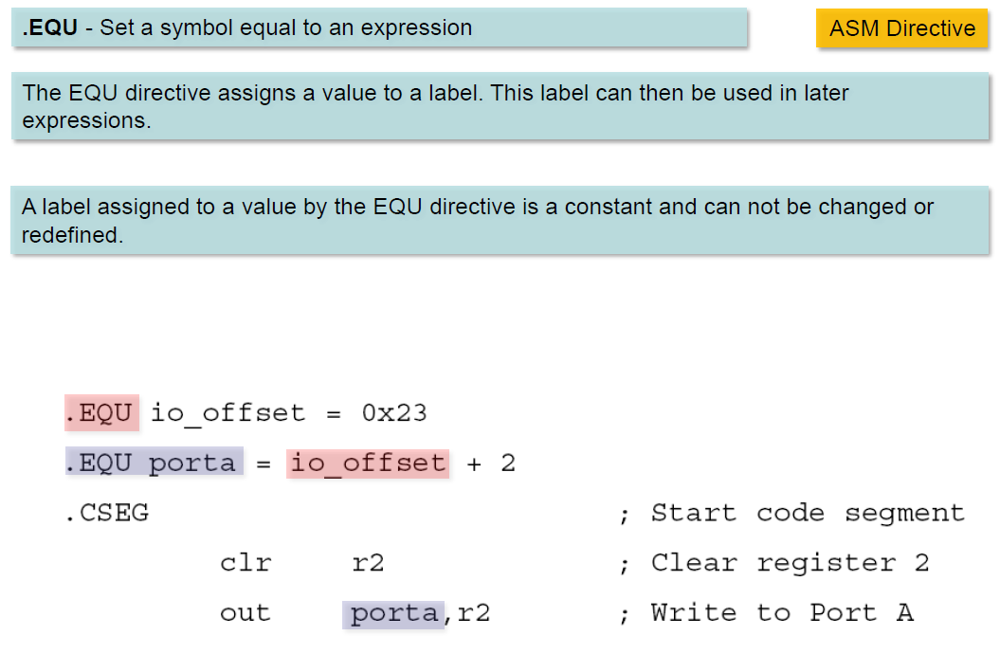 .EQU - Set a symbol equal to an expression
ASM Directive
The EQU directive assigns a value to a label. This label can then be used in later
expressions.
A label assigned to a value by the EQU directive is a constant and can not be changed or
redefined.
.EQU io_offset = 0x23
.EQU porta = io_offset + 2
.CSEG ; Start code segment
clr r2 ; Clear register 2
out porta,r2 ; Write to Port A